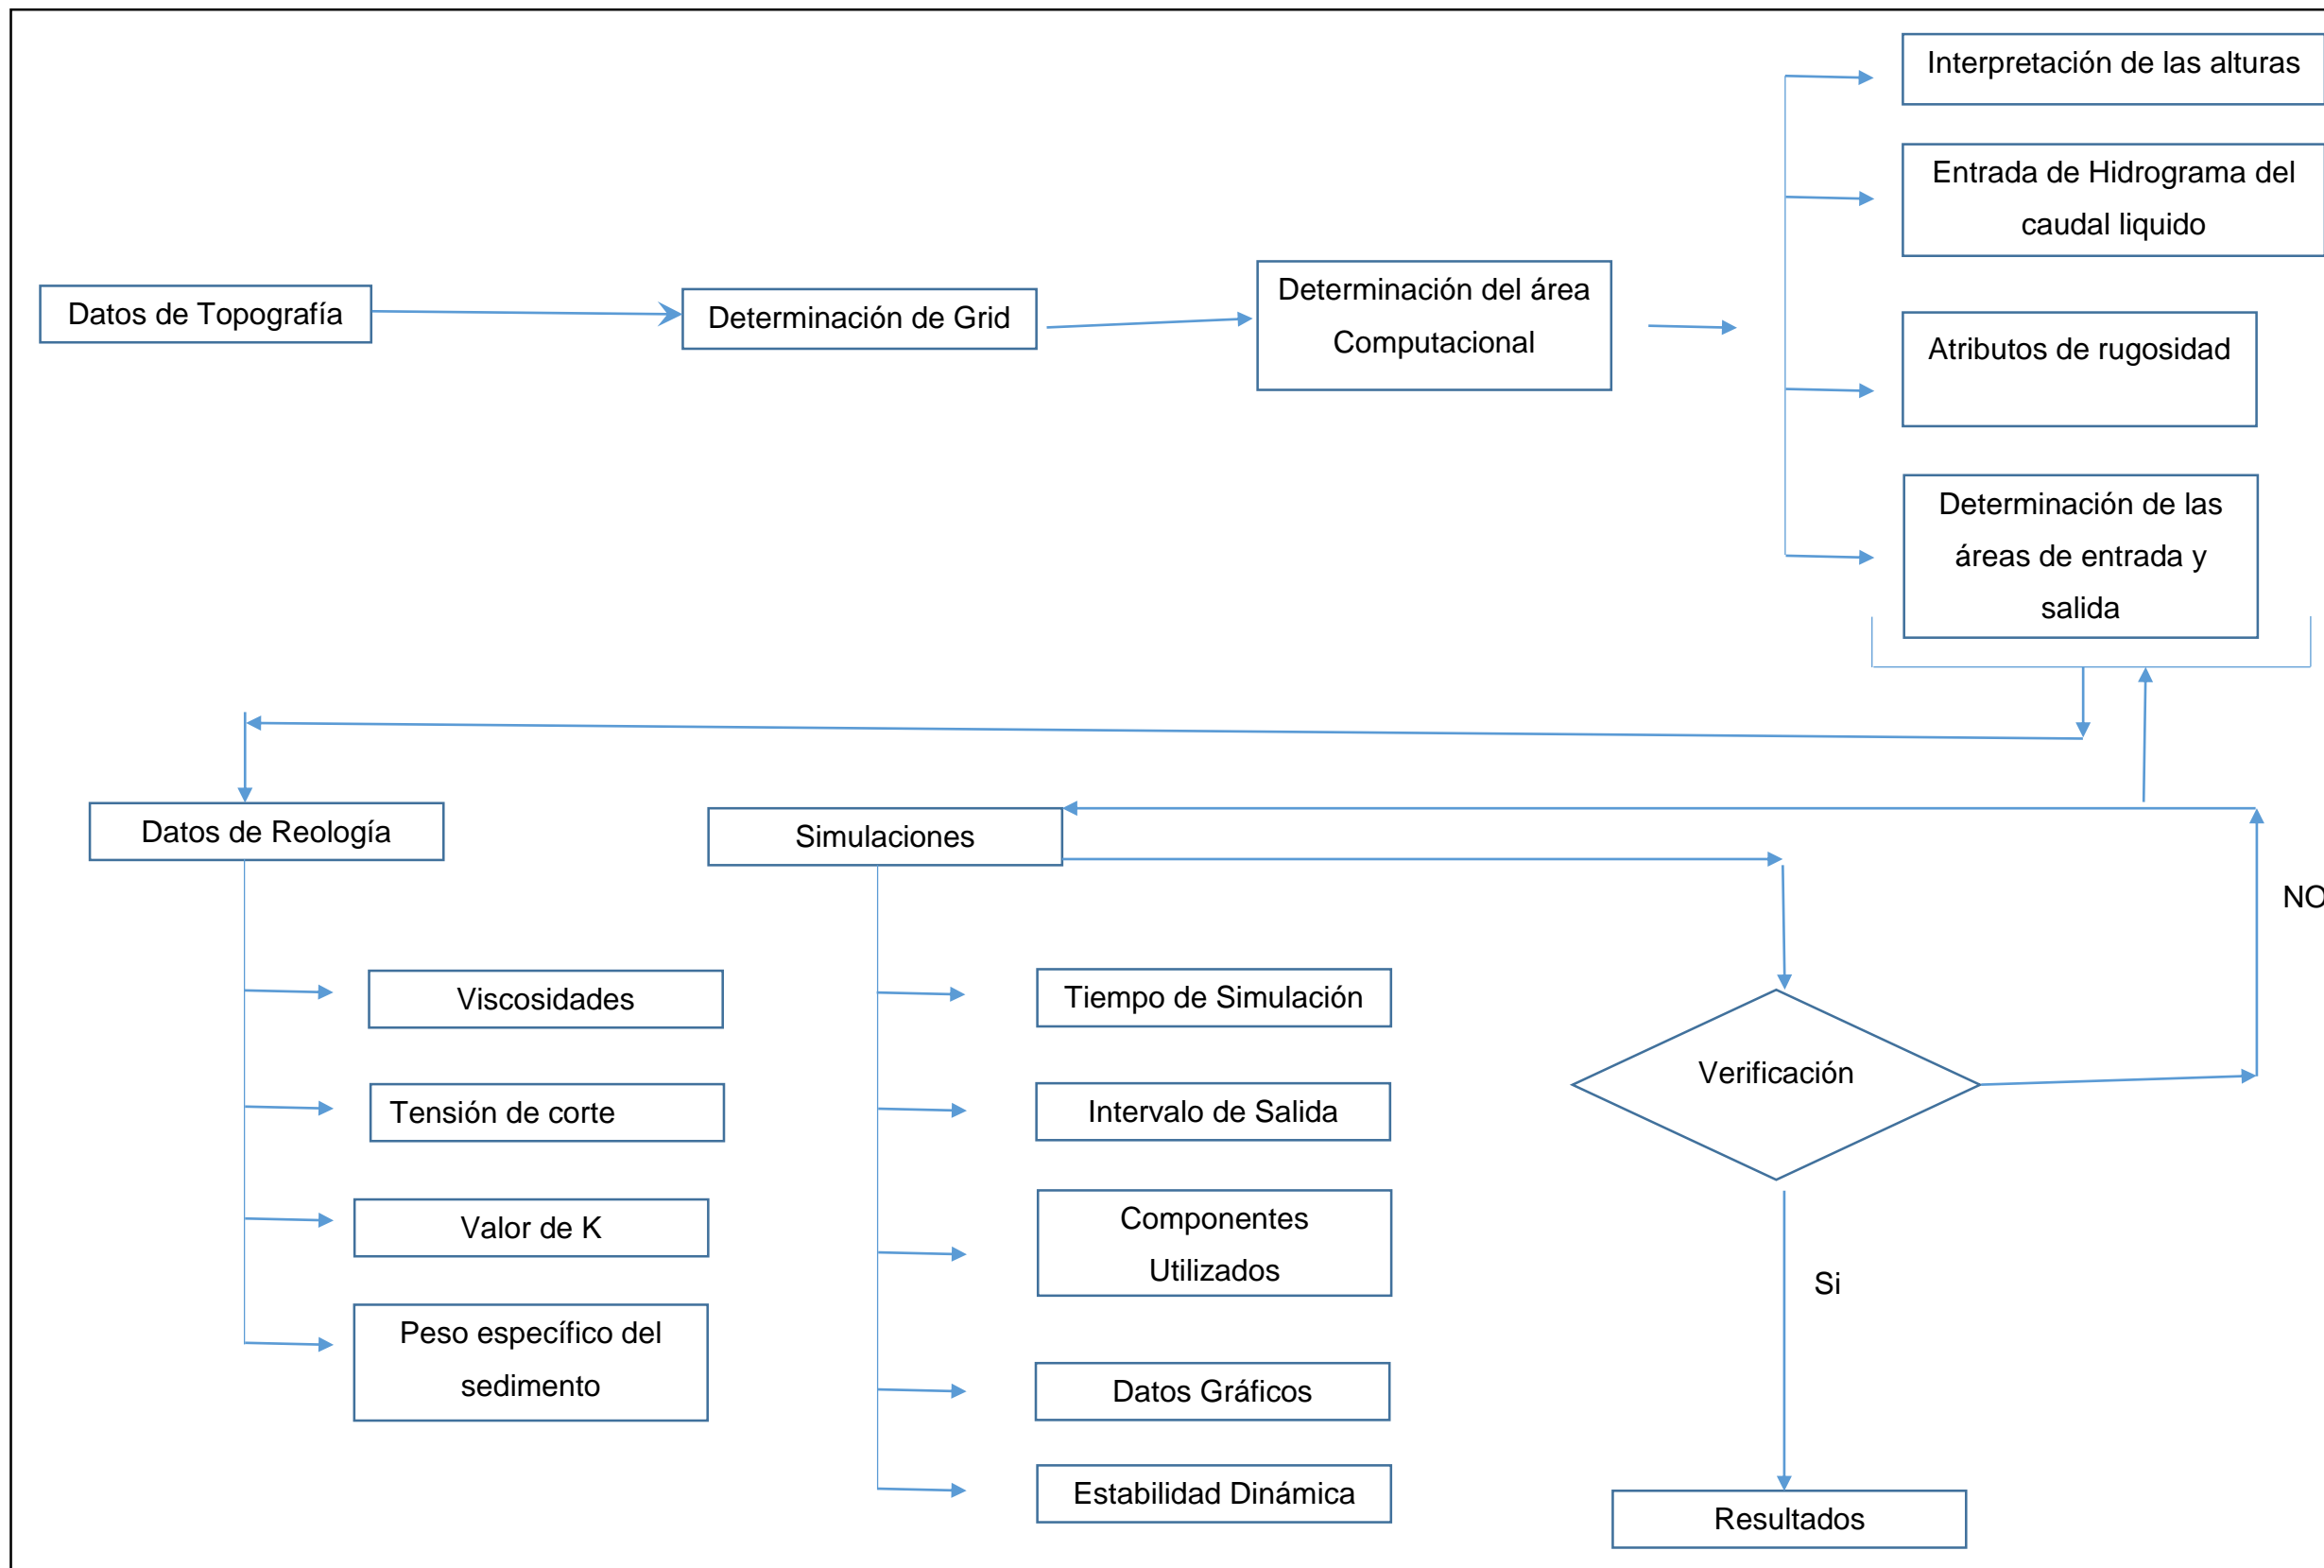 Interpretación de las alturas
Entrada de Hidrograma del
caudal liquido
Datos de Topografía
Determinación de Grid
Determinación del área
Computacional
Atributos de rugosidad
Determinación de las
áreas de entrada y
salida
Datos de Reología
Simulaciones
NO
Viscosidades
Tensión de corte
Valor de K
Peso específico del
sedimento
Tiempo de Simulación
Intervalo de Salida
Componentes
Utilizados
Datos Gráficos
Estabilidad Dinámica
Verificación
Si
Resultados